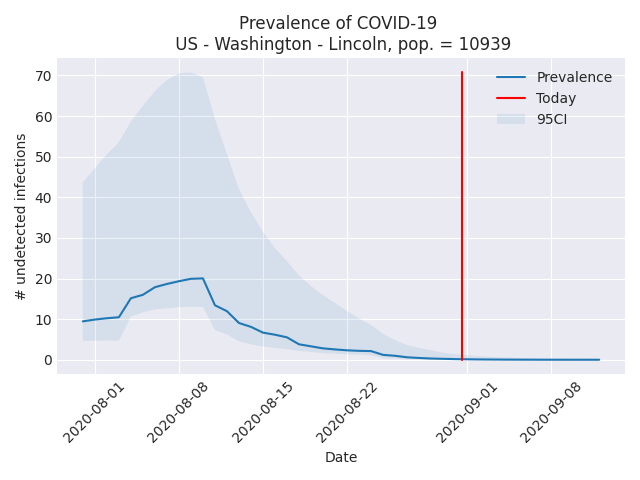 Prevalence of COVID-19
US - Washington - Lincoln, pop. = 10939
Prevalence
Today
95CI
# undetected infections
70
60
50
40
30
20
10
0
2020-08-01
2020-08-08
2020-08-15
2020-08-22
2020-09-01
2020-09-08
Date